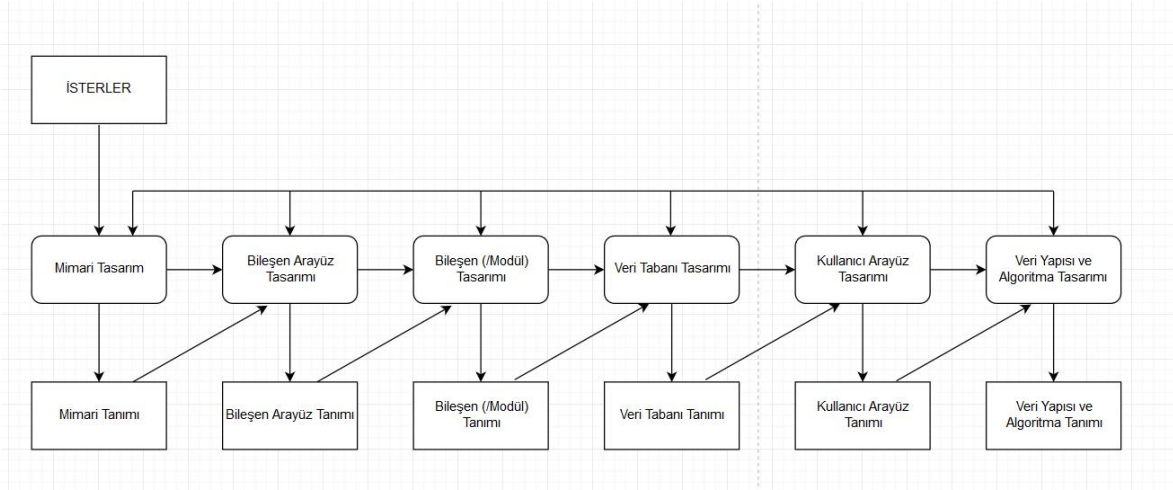 İSTERLER
Mimari Tasarım
Bileşen Arayüz
Tasarımı
Bileşen (/Modül)
Tasarımı
Veri Tabanı Tasarımı
Kullanıcı Arayüz
Tasarımı
Veri Yapısı ve
Algoritma Tasarımı
Mimari Tanımı
Bileşen Arayüz Tanımı
Bileşen (/Modül)
Tanımı
Veri Tabanı Tanımı
Kullanıcı Arayüz
Tanımı
Veri Yapısı ve
Algoritma Tanımı